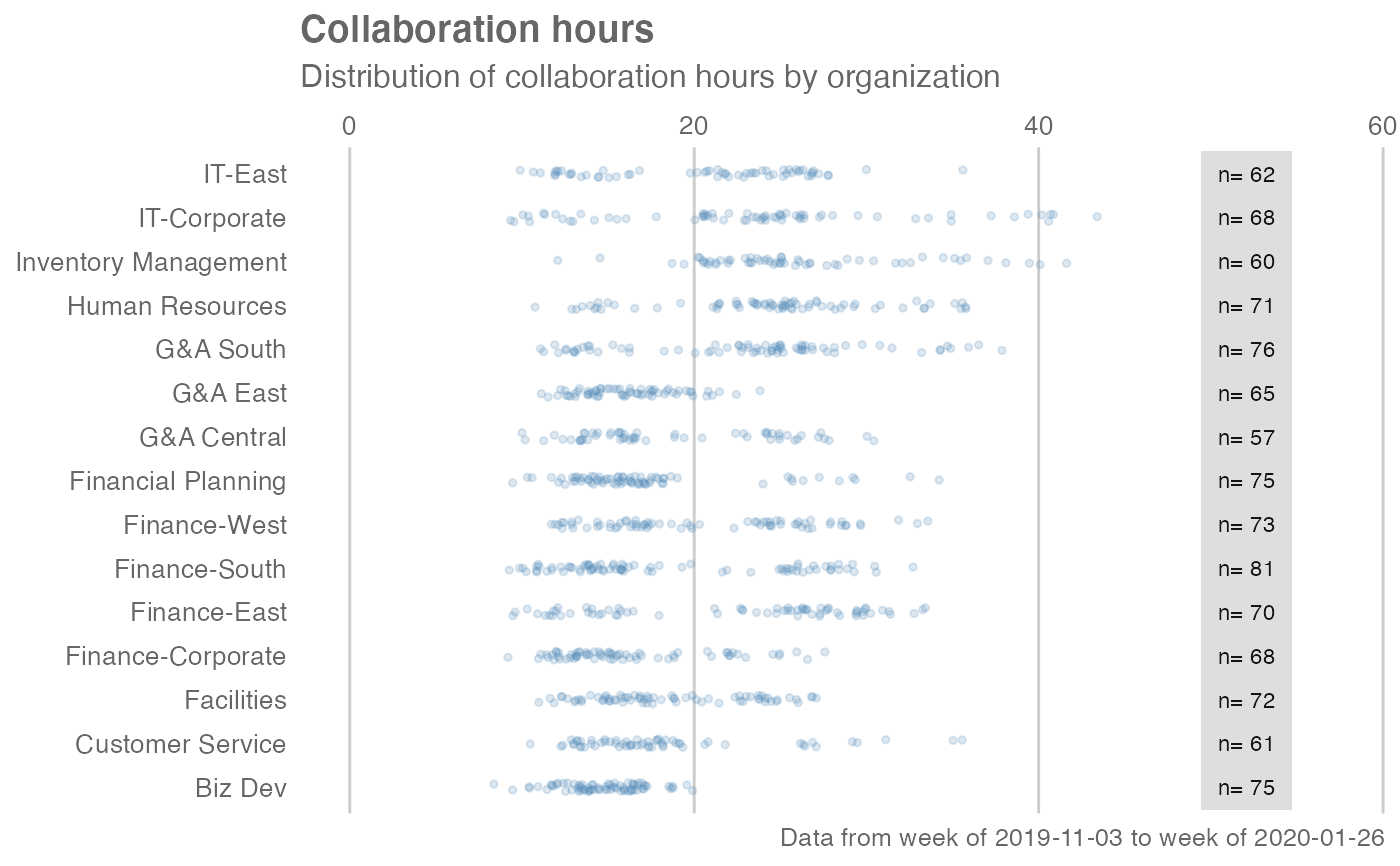 Collaboration hours
Distribution of collaboration hours by organization
0 20 40 60
IT-East n= 62
IT-Corporate n= 68
Inventory Management n= 60
Human Resources n= 71
G&A South n= 76
G&A East n= 65
G&A Central n= 57
Financial Planning n= 75
Finance-West n= 73
Finance-South n= 81
Finance-East n= 70
Finance-Corporate n= 68
Facilities n= 72
Customer Service n= 61
Biz Dev n= 75
Data from week of 2019-11-03 to week of 2020-01-26